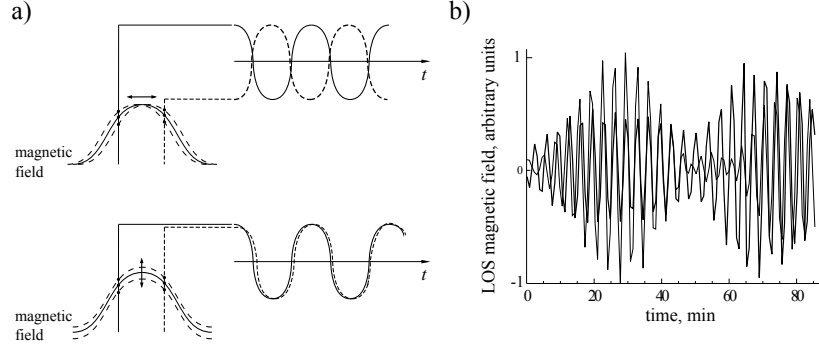 a)
t
magnetic
field
t
magnetic
field
b)
LOS magnetic field, arbitrary units
1
0
-1
0 20 40 60 80
time, min